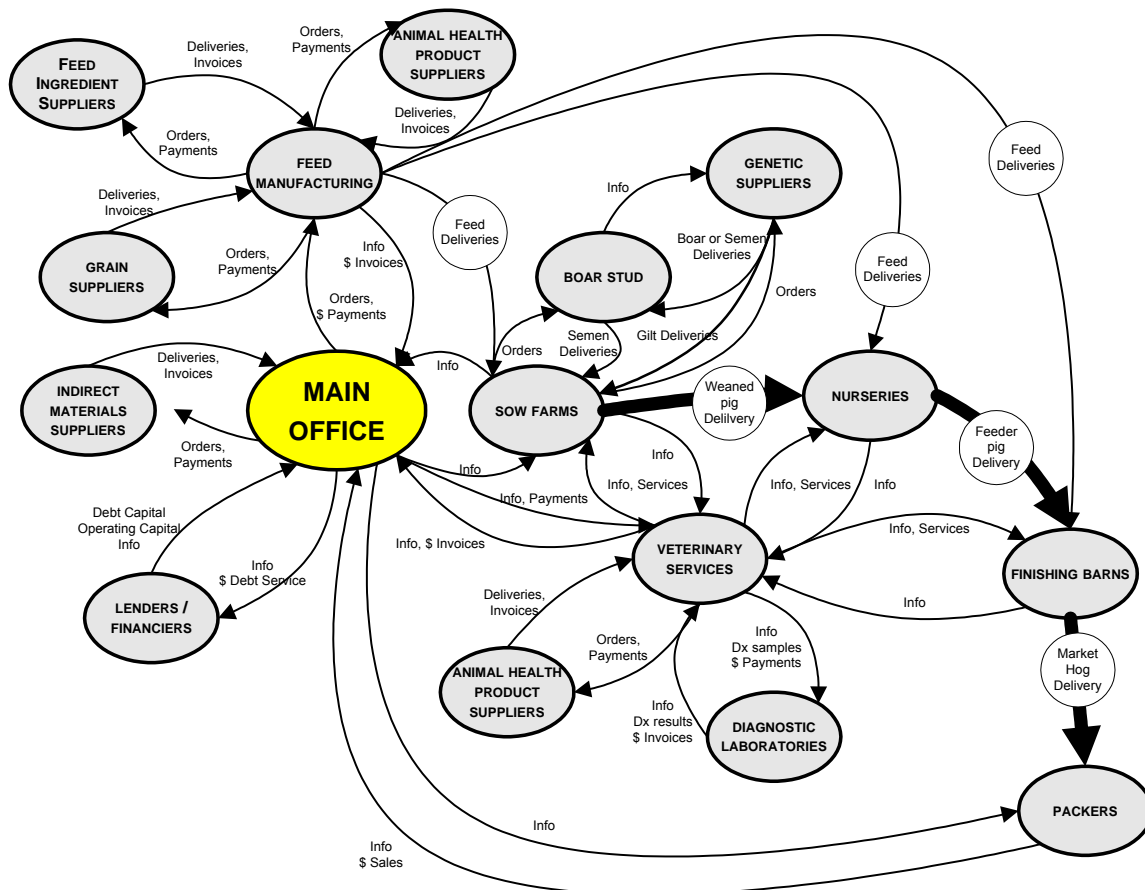 Orders,
Payments
ANIMAL HEALTH
PRODUCT
SUPPLIERS
Deliveries,
Invoices
FEED
INGREDIENT
SUPPLIERS
Deliveries,
Invoices
Orders,
Payments
FEED
MANUFACTURING
GENETIC
SUPPLIERS
Feed
Deliveries
Info
Deliveries,
Invoices
Feed
Deliveries
Boar or Semen
Deliveries
Feed
Deliveries
GRAIN
SUPPLIERS
Orders,
Payments
Info
$ Invoices
BOAR STUD
Orders
Orders,
$ Payments
Semen
Deliveries
Gilt Deliveries
Deliveries,
Invoices
Info
Orders
INDIRECT
MATERIALS
SUPPLIERS
MAIN
OFFICE
SOW FARMS
Weaned
pig
Delilvery
NURSERIES
Feeder
pig
Delivery
Orders,
Payments
Info
Info
Info, Services
Info, Services
Info
Info, Payments
Debt Capital
Operating Capital
Info
Info, $ Invoices
VETERINARY
SERVICES
Info, Services
FINISHING BARNS
Info
$ Debt Service
Info
LENDERS /
FINANCIERS
Deliveries,
Invoices
Orders,
Payments
Info
Dx samples
$ Payments
Market
Hog
Delivery
ANIMAL HEALTH
PRODUCT
SUPPLIERS
Info
Dx results
$ Invoices
DIAGNOSTIC
LABORATORIES
PACKERS
Info
Info
$ Sales